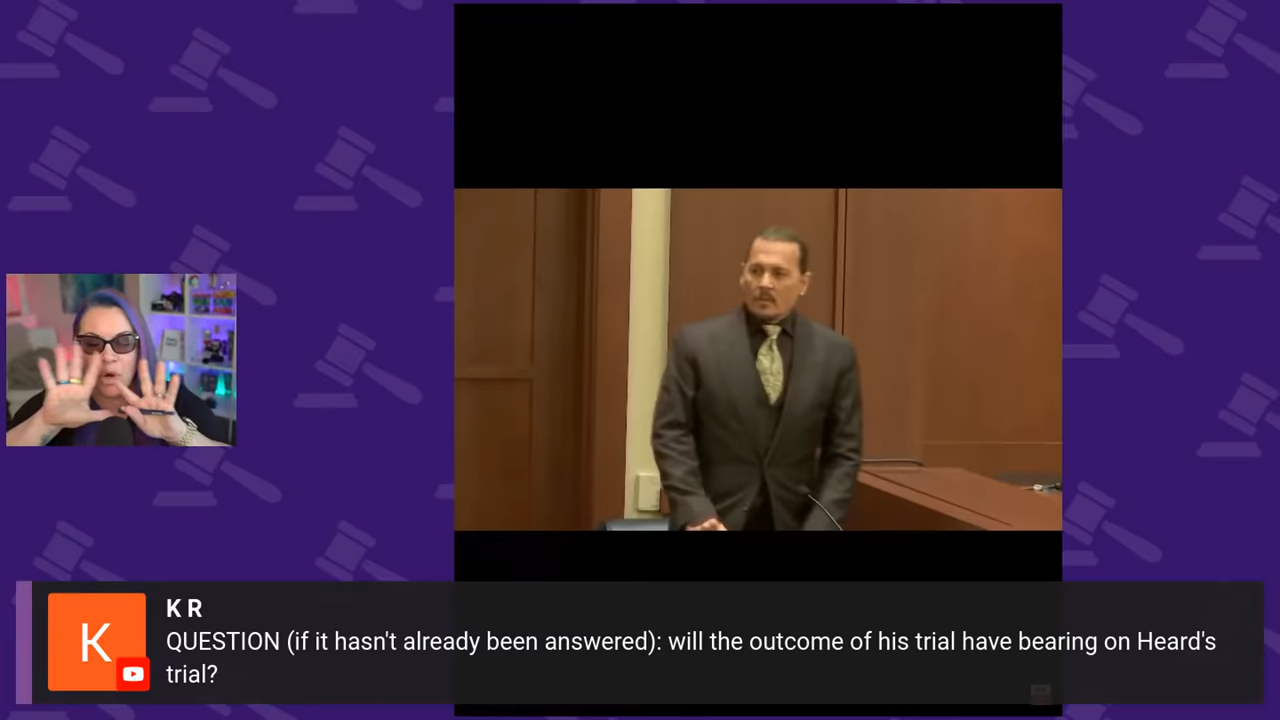 K R
K
QUESTION (if it hasn't already been answered): will the outcome of his trial have bearing on Heard's
trial?